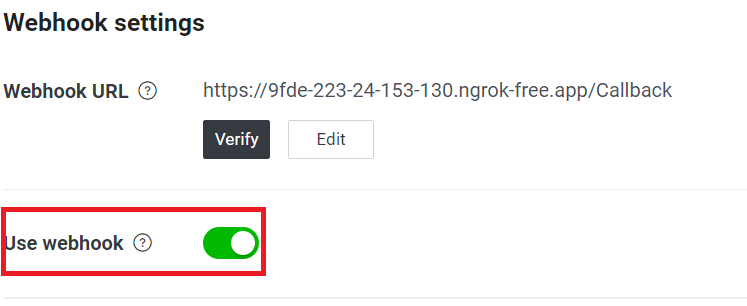 Webhook settings
Webhook URL ?
https://9fde-223-24-153-130.ngrok-free.app/Callback
Verify
Edit
Use webhook ?